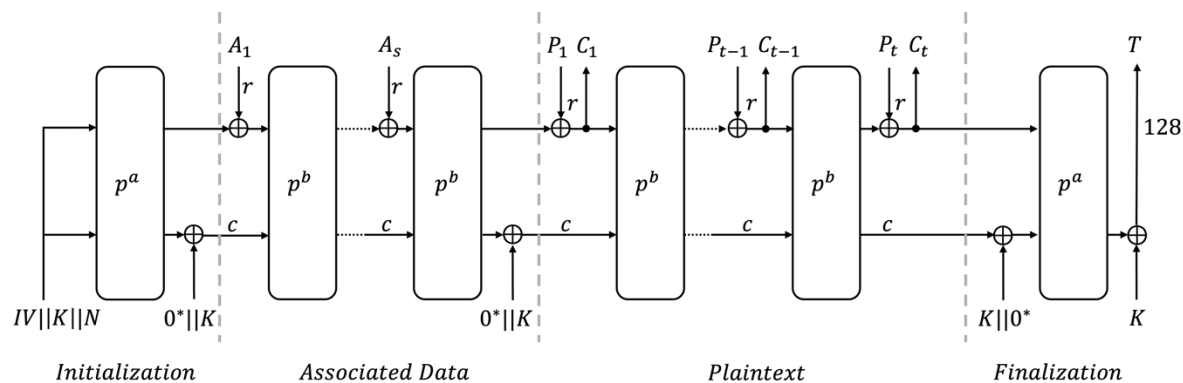 A₁ Aₛ P₁ C₁ Pₜ₋₁ Cₜ₋₁ Pₜ Cₜ T
r r r r r
128
pᵃ pᵇ pᵇ pᵇ pᵇ pᵃ
c c c c c
IV||K||N 0*||K 0*||K K||0* K
Initialization Associated Data Plaintext Finalization